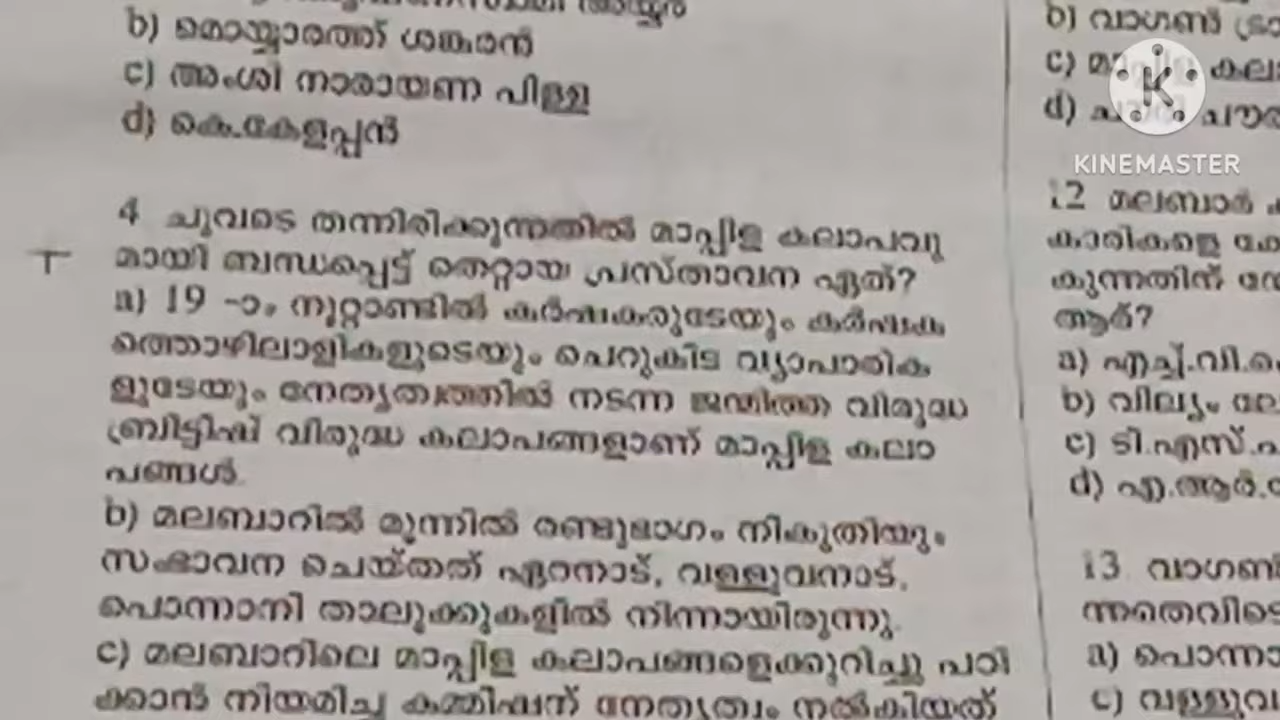 b) മൊയ്യാരത്ത് ശങ്കരൻ
c) അംശി നാരായണ പിള്ള
d) കെ.കേളപ്പൻ
4 ചുവടെ തന്നിരിക്കുന്നതിൽ മാപ്പിള കലാപവു
മായി ബന്ധപ്പെട്ട് തെറ്റായ പ്രസ്താവന ഏത്?
a) 19 -ാം നൂറ്റാണ്ടിൽ കർഷകരുടേയും കർഷക
ത്തൊഴിലാളികളുടെയും ചെറുകിട വ്യാപാരിക
ളുടേയും നേതൃത്വത്തിൽ നടന്ന ജന്മിത്ത വിരുദ്ധ
ബ്രിട്ടീഷ് വിരുദ്ധ കലാപങ്ങളാണ് മാപ്പിള കലാ
പങ്ങൾ.
b) മലബാറിൽ മൂന്നിൽ രണ്ടുഭാഗം നികുതിയും
സംഭാവന ചെയ്തത് ഏറനാട്, വള്ളുവനാട്,
പൊന്നാനി താലൂക്കുകളിൽ നിന്നായിരുന്നു.
c) മലബാറിലെ മാപ്പിള കലാപങ്ങളെക്കുറിച്ചു പഠി
ക്കാൻ നിയമിച്ച കമ്മിഷന് നേതൃത്വം നൽകിയത്
b) വാഗൺ
c)
d)
KINEMASTER
12 മലബാർ
കാരികളെ
കുന്നതിന്
ആര്?
a) എച്ച്.വി.
b) വില്യം
c) ടി.എസ്.
d) എ.ആർ.
13 വാഗൺ
ന്നതെവിടെ
a) പൊന്നാ
c) വള്ളുവ